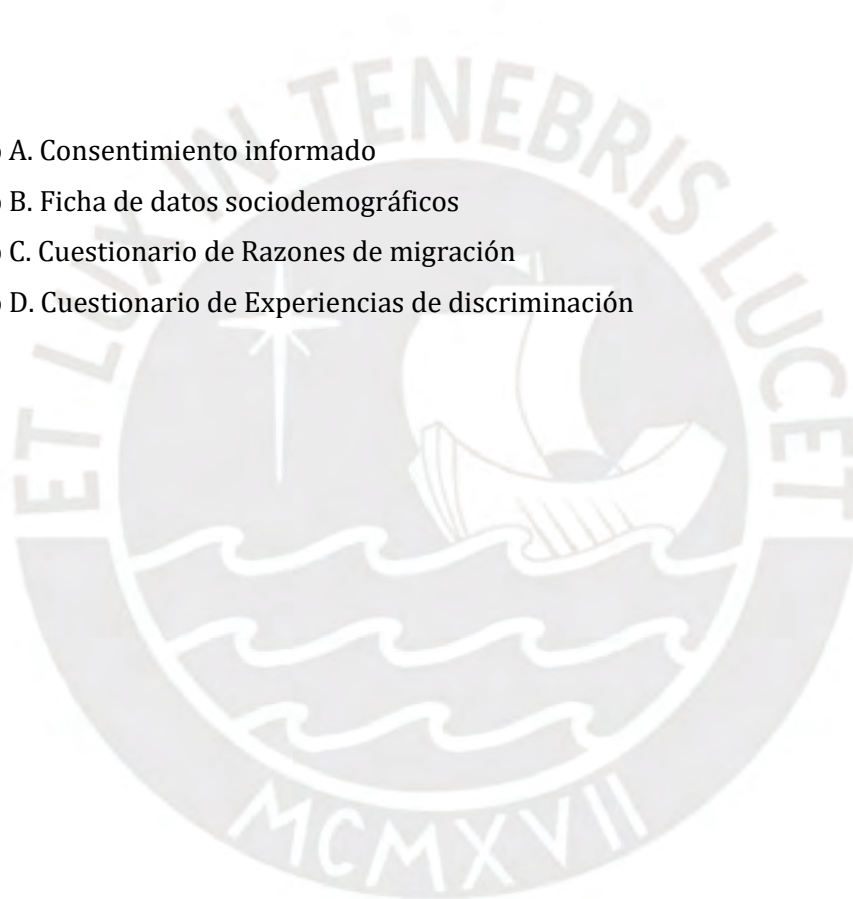 o A. Consentimiento informado
o B. Ficha de datos sociodemográficos
o C. Cuestionario de Razones de migración
o D. Cuestionario de Experiencias de discriminación
ET LUX IN TENEBRIS LUCET
MCMXVII